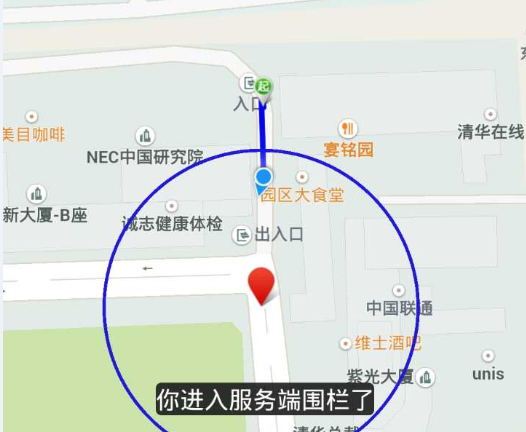 起
入口
美目咖啡
NEC中国研究院
宴铭园
清华在线
新大厦-B座
诚志健康体检
园区大食堂
出入口
中国联通
维士酒吧
紫光大厦
unis
你进入服务端围栏了